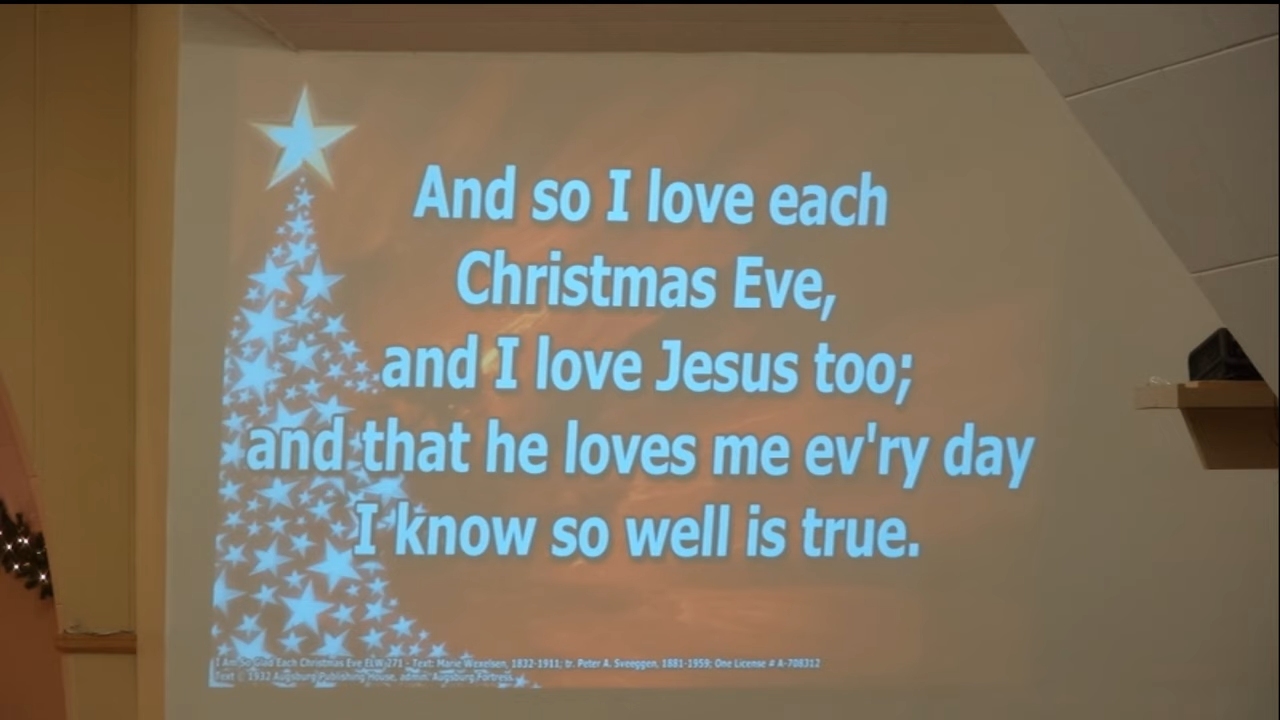 And so I love each
Christmas Eve,
and I love Jesus too;
and that he loves me ev'ry day
I know so well is true.
I Am So Glad Each Christmas Eve ELW 271 - Text: Marie Wexelsen, 1832-1911; tr. Peter A. Sveeggen, 1881-1959; One License # A-708312
Text © 1932 Augsburg Publishing House, admin. Augsburg Fortress.